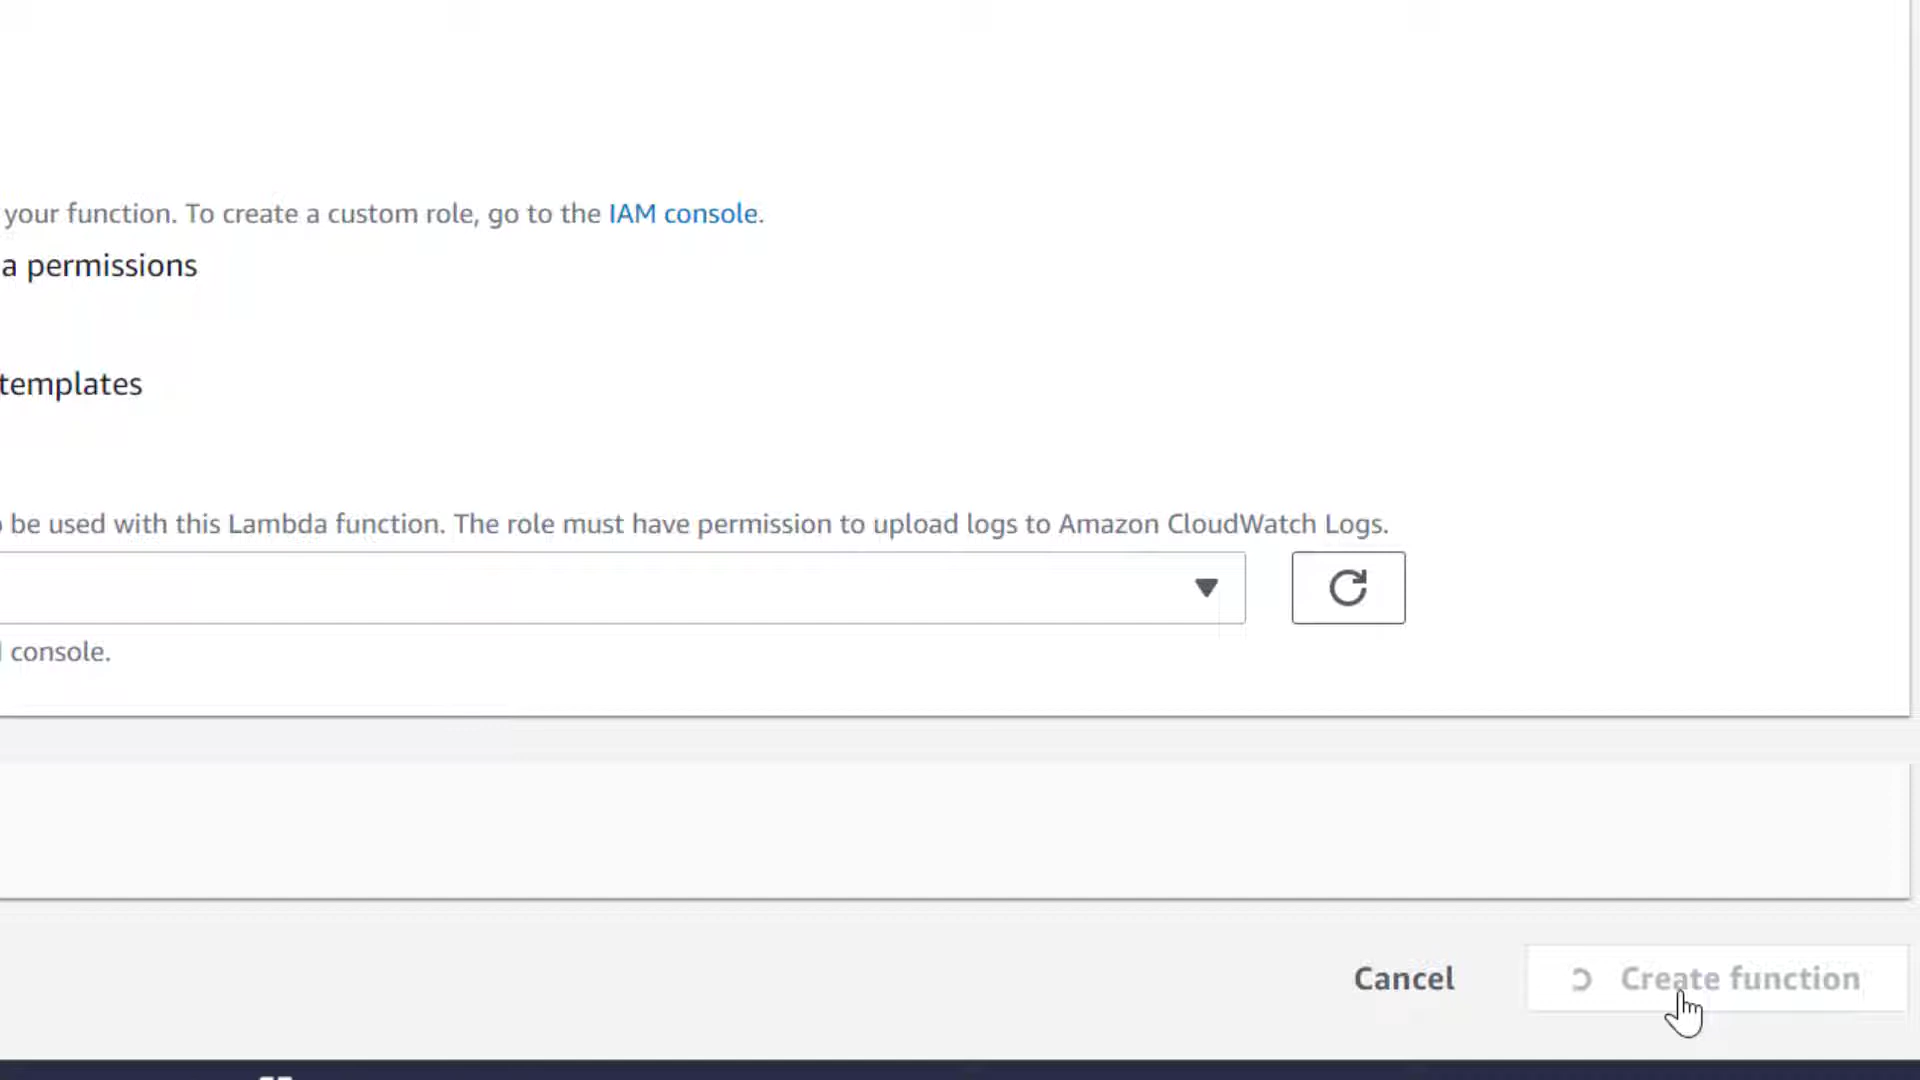 your function. To create a custom role, go to the IAM console.
a permissions
templates
be used with this Lambda function. The role must have permission to upload logs to Amazon CloudWatch Logs.
console.
Cancel
Create function